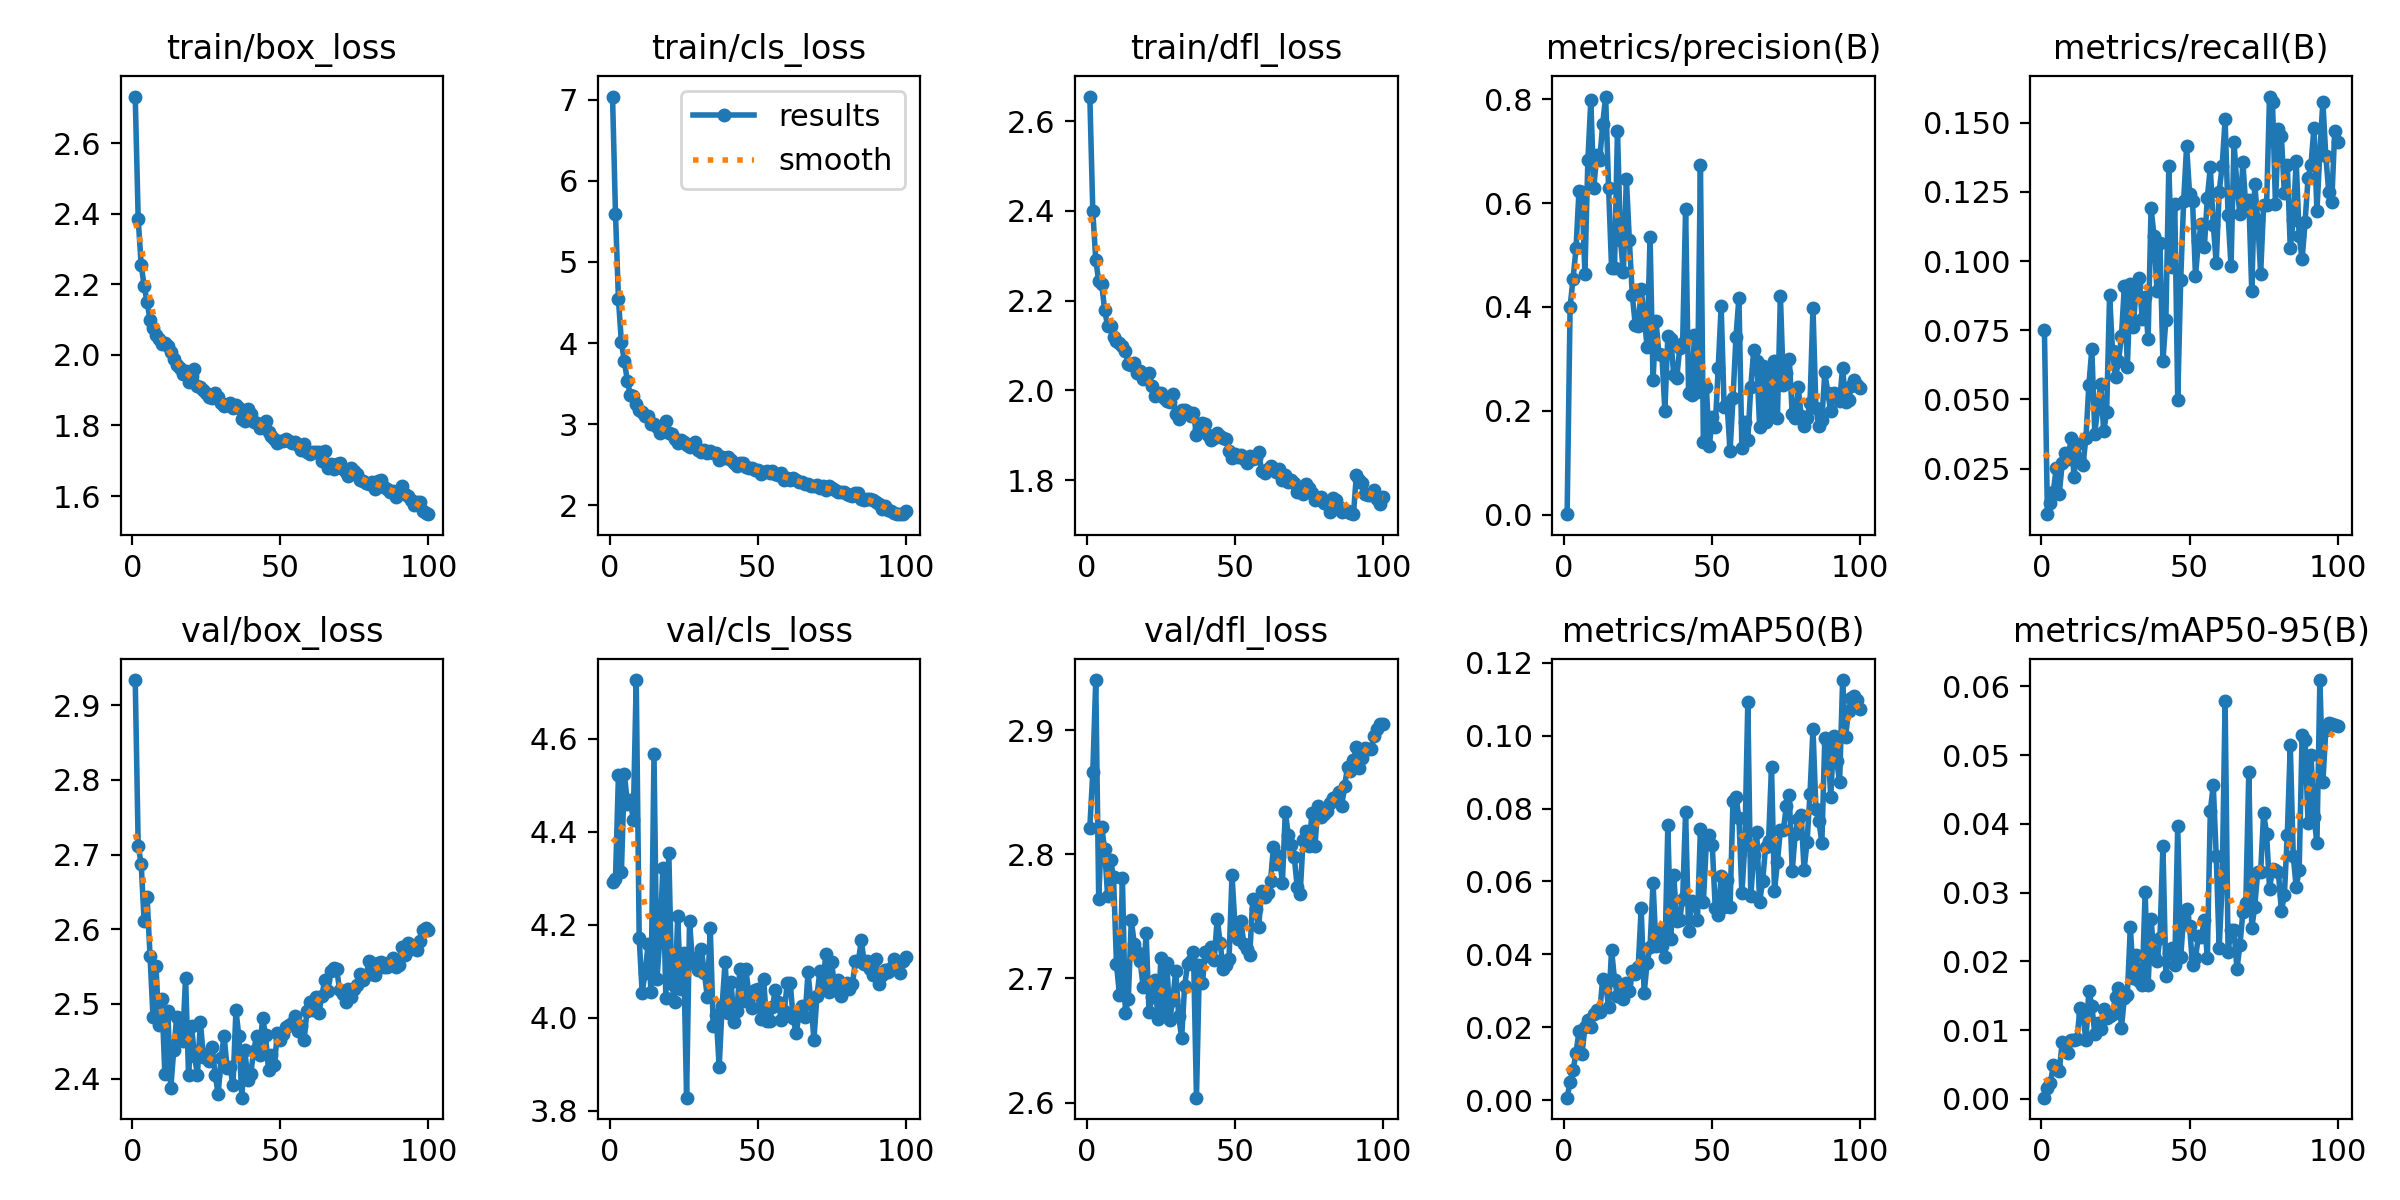 train/box_loss
2.6
2.4
2.2
2.0
1.8
1.6
0 50 100
train/cls_loss
results
smooth
7
6
5
4
3
2
0 50 100
train/dfl_loss
2.6
2.4
2.2
2.0
1.8
0 50 100
metrics/precision(B)
0.8
0.6
0.4
0.2
0.0
0 50 100
metrics/recall(B)
0.150
0.125
0.100
0.075
0.050
0.025
0 50 100
val/box_loss
2.9
2.8
2.7
2.6
2.5
2.4
0 50 100
val/cls_loss
4.6
4.4
4.2
4.0
3.8
0 50 100
val/dfl_loss
2.9
2.8
2.7
2.6
0 50 100
metrics/mAP50(B)
0.12
0.10
0.08
0.06
0.04
0.02
0.00
0 50 100
metrics/mAP50-95(B)
0.06
0.05
0.04
0.03
0.02
0.01
0.00
0 50 100